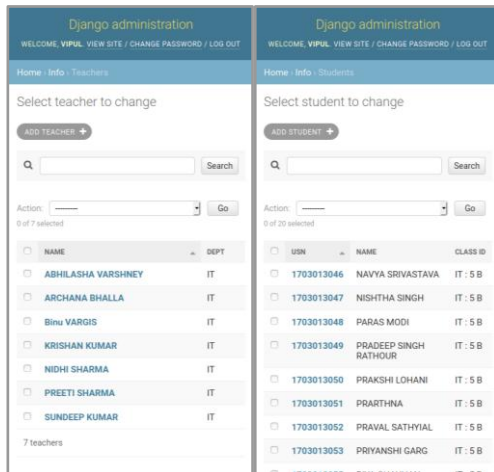 Django administration
WELCOME, VIPUL. VIEW SITE / CHANGE PASSWORD / LOG OUT
Home › Info › Teachers
Select teacher to change
ADD TEACHER +
Search
Action: ---------
Go
0 of 7 selected
NAME DEPT
ABHILASHA VARSHNEY IT
ARCHANA BHALLA IT
Binu VARGIS IT
KRISHAN KUMAR IT
NIDHI SHARMA IT
PREETI SHARMA IT
SUNDEEP KUMAR IT
7 teachers
Django administration
WELCOME, VIPUL. VIEW SITE / CHANGE PASSWORD / LOG OUT
Home › Info › Students
Select student to change
ADD STUDENT +
Search
Action: ---------
Go
0 of 20 selected
USN NAME CLASS ID
1703013046 NAVYA SRIVASTAVA IT : 5 B
1703013047 NISHTHA SINGH IT : 5 B
1703013048 PARAS MODI IT : 5 B
1703013049 PRADEEP SINGH IT : 5 B
RATHOUR
1703013050 PRAKSHI LOHANI IT : 5 B
1703013051 PRARTHNA IT : 5 B
1703013052 PRAVAL SATHYIAL IT : 5 B
1703013053 PRIYANSHI GARG IT : 5 B